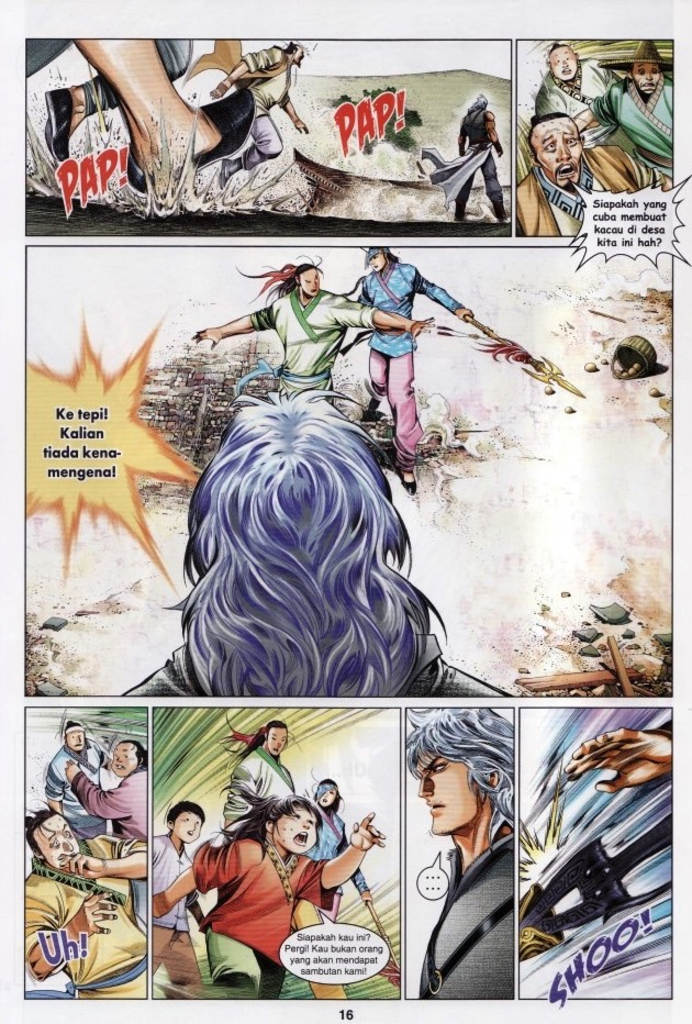 PAP!
PAP!
Siapakah yang
cuba membuat
kacau di desa
kita ini hah?
Ke tepi!
Kalian
tiada kena-
mengena!
Uh!
Siapakah kau ini?
Pergi! Kau bukan orang
yang akan mendapat
sambutan kami!
...
SHOO!
16